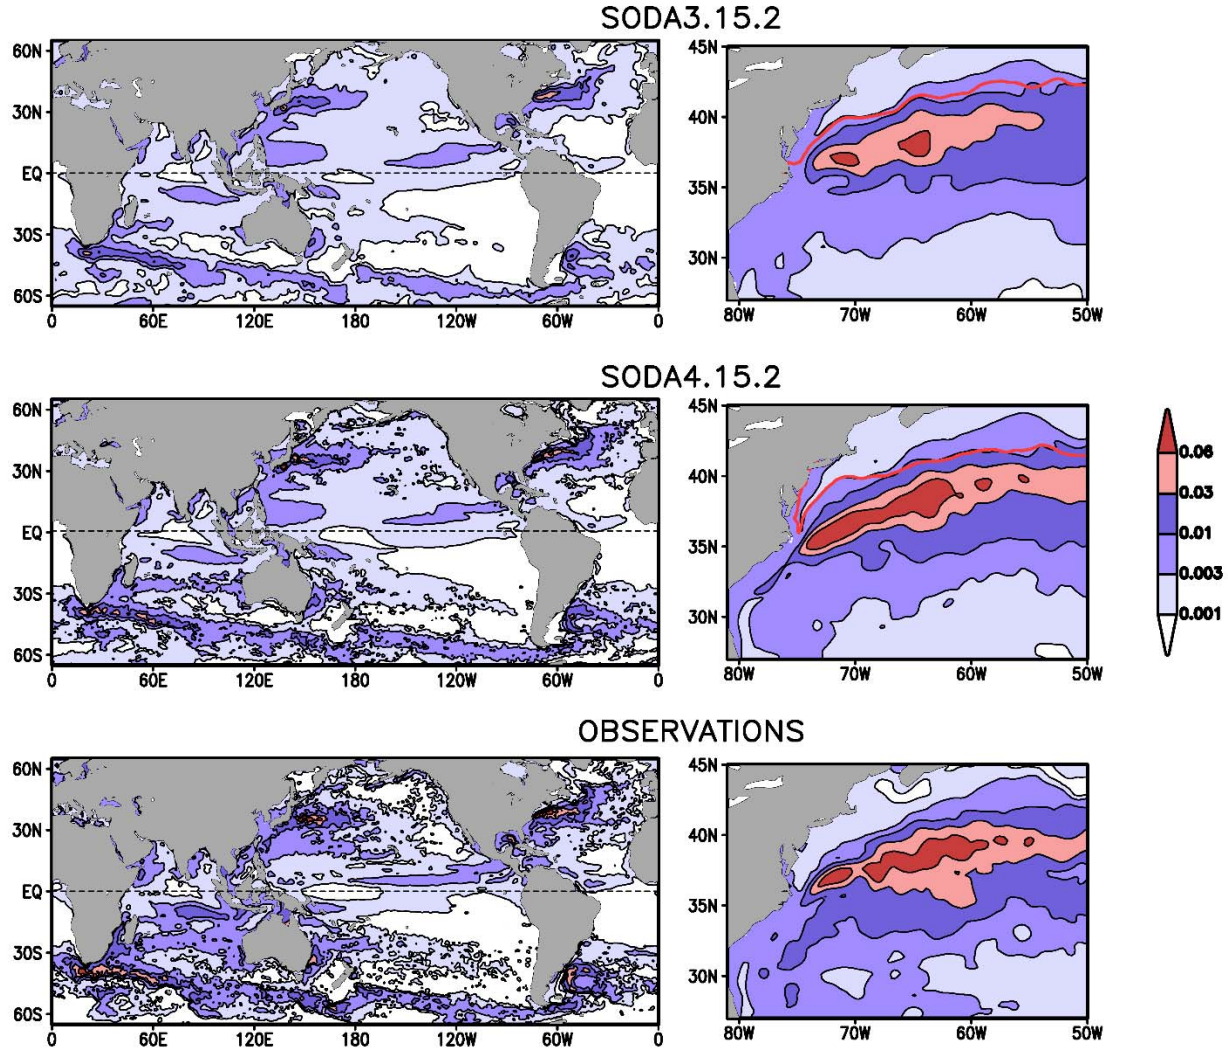 SODA3.15.2
60N
30N
EQ
30S
60S
0 60E 120E 180 120W 60W 0
45N
40N
35N
30N
80W 70W 60W 50W
SODA4.15.2
60N
30N
EQ
30S
60S
0 60E 120E 180 120W 60W 0
45N
40N
35N
30N
80W 70W 60W 50W
0.06
0.03
0.01
0.003
0.001
OBSERVATIONS
60N
30N
EQ
30S
60S
0 60E 120E 180 120W 60W 0
45N
40N
35N
30N
80W 70W 60W 50W